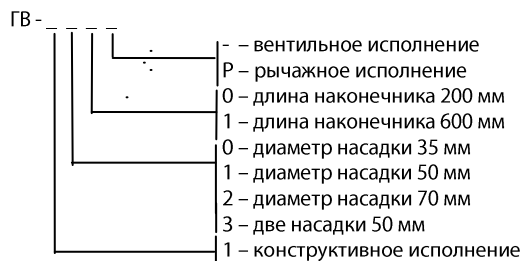 ГВ - _ _ _ _
- – вентильное исполнение
Р – рычажное исполнение
0 – длина наконечника 200 мм
1 – длина наконечника 600 мм
0 – диаметр насадки 35 мм
1 – диаметр насадки 50 мм
2 – диаметр насадки 70 мм
3 – две насадки 50 мм
1 – конструктивное исполнение